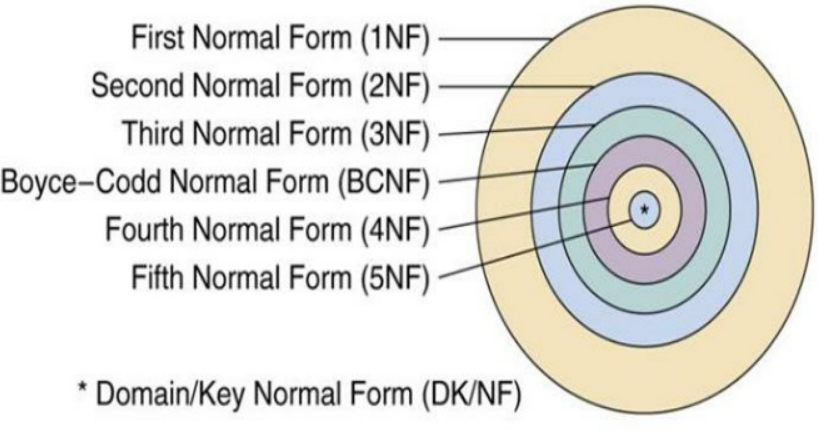 First Normal Form (1NF)
Second Normal Form (2NF)
Third Normal Form (3NF)
Boyce–Codd Normal Form (BCNF)
Fourth Normal Form (4NF)
Fifth Normal Form (5NF)
*
* Domain/Key Normal Form (DK/NF)